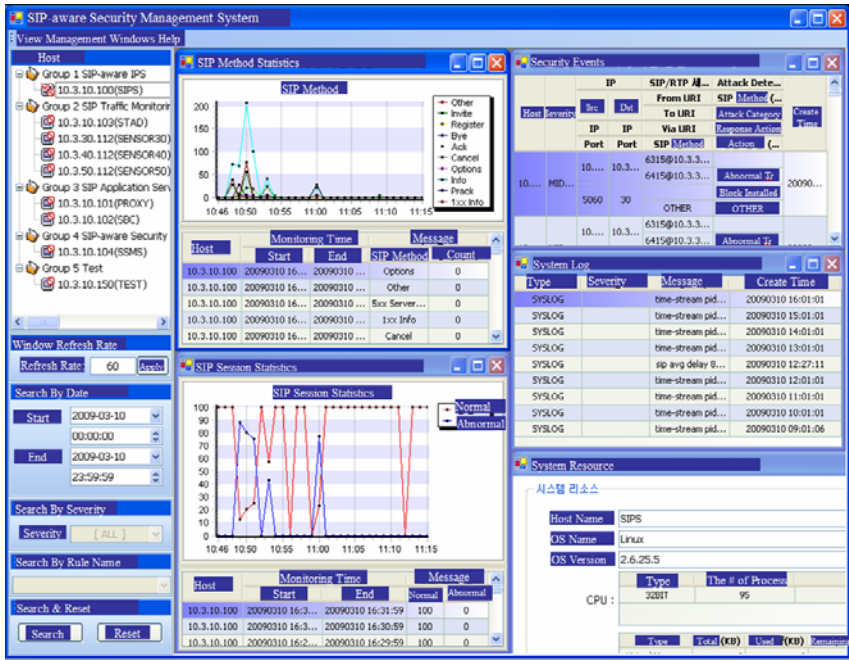 SIP-aware Security Management System
View Management Windows Help
Host
Group 1 SIP-aware IPS
10.3.10.100(SIPS)
Group 2 SIP Traffic Monitorir
10.3.10.103(STAD)
10.3.30.112(SENSOR30)
10.3.40.112(SENSOR40)
10.3.50.112(SENSOR50)
Group 3 SIP Application Serv
10.3.10.101(PROXY)
10.3.10.102(SBC)
Group 4 SIP-aware Security
10.3.10.104(SSMS)
Group 5 Test
10.3.10.150(TEST)
Window Refresh Rate
Refresh Rate: 60 Apply
Search By Date
Start 2009-03-10
00:00:00
End 2009-03-10
23:59:59
Search By Severity
Severity [ ALL ]
Search By Rule Name
Search & Reset
Search Reset
SIP Method Statistics
SIP Method
200
150
100
50
0
10:46 10:50 10:55 11:00 11:05 11:10 11:15
Other
Invite
Register
Bye
Ack
Cancel
Options
Info
Prack
1xx Info
Host Monitoring Time Message
Start End SIP Method Count
10.3.10.100 20090310 16... 20090310 ... Options 0
10.3.10.100 20090310 16... 20090310 ... Other 0
10.3.10.100 20090310 16... 20090310 ... 5xx Server... 0
10.3.10.100 20090310 16... 20090310 ... 1xx Info 0
10.3.10.100 20090310 16... 20090310 ... Cancel 0
SIP Session Statistics
SIP Session Statistics
100
90
80
70
60
50
40
30
20
10
0
10:46 10:50 10:55 11:00 11:05 11:10 11:15
Normal
Abnormal
Host Monitoring Time Message
Start End Normal Abnormal
10.3.10.100 20090310 16:3... 20090310 16:31:59 100 0
10.3.10.100 20090310 16:3... 20090310 16:30:59 100 0
10.3.10.100 20090310 16:2... 20090310 16:29:59 100 0
Security Events
IP SIP/RTP 세... Attack Dete...
Host Severity Src Dst From URI SIP Method (... Create Time
To URI Attack Category
IP IP Via URI Response Action
Port Port SIP Method Action (...
10.... MID... 10.... 10.3... 6315@10.3.3...
6415@10.3.3... Abnormal Tr 20090...
5060 30 Block Installed
OTHER OTHER
10.... 10.3... 6315@10.3.3...
6415@10.3.3... Abnormal Tr
System Log
Type Severity Message Create Time
SYSLOG time-stream pid... 20090310 16:01:01
SYSLOG time-stream pid... 20090310 15:01:01
SYSLOG time-stream pid... 20090310 14:01:01
SYSLOG time-stream pid... 20090310 13:01:01
SYSLOG sip avg delay 8... 20090310 12:27:11
SYSLOG time-stream pid... 20090310 12:01:01
SYSLOG time-stream pid... 20090310 11:01:01
SYSLOG time-stream pid... 20090310 10:01:01
SYSLOG time-stream pid... 20090310 09:01:06
System Resource
시스템 리소스
Host Name SIPS
OS Name Linux
OS Version 2.6.25.5
CPU : Type The # of Process
32BIT 95
Type Total (KB) Used (KB) Remaining